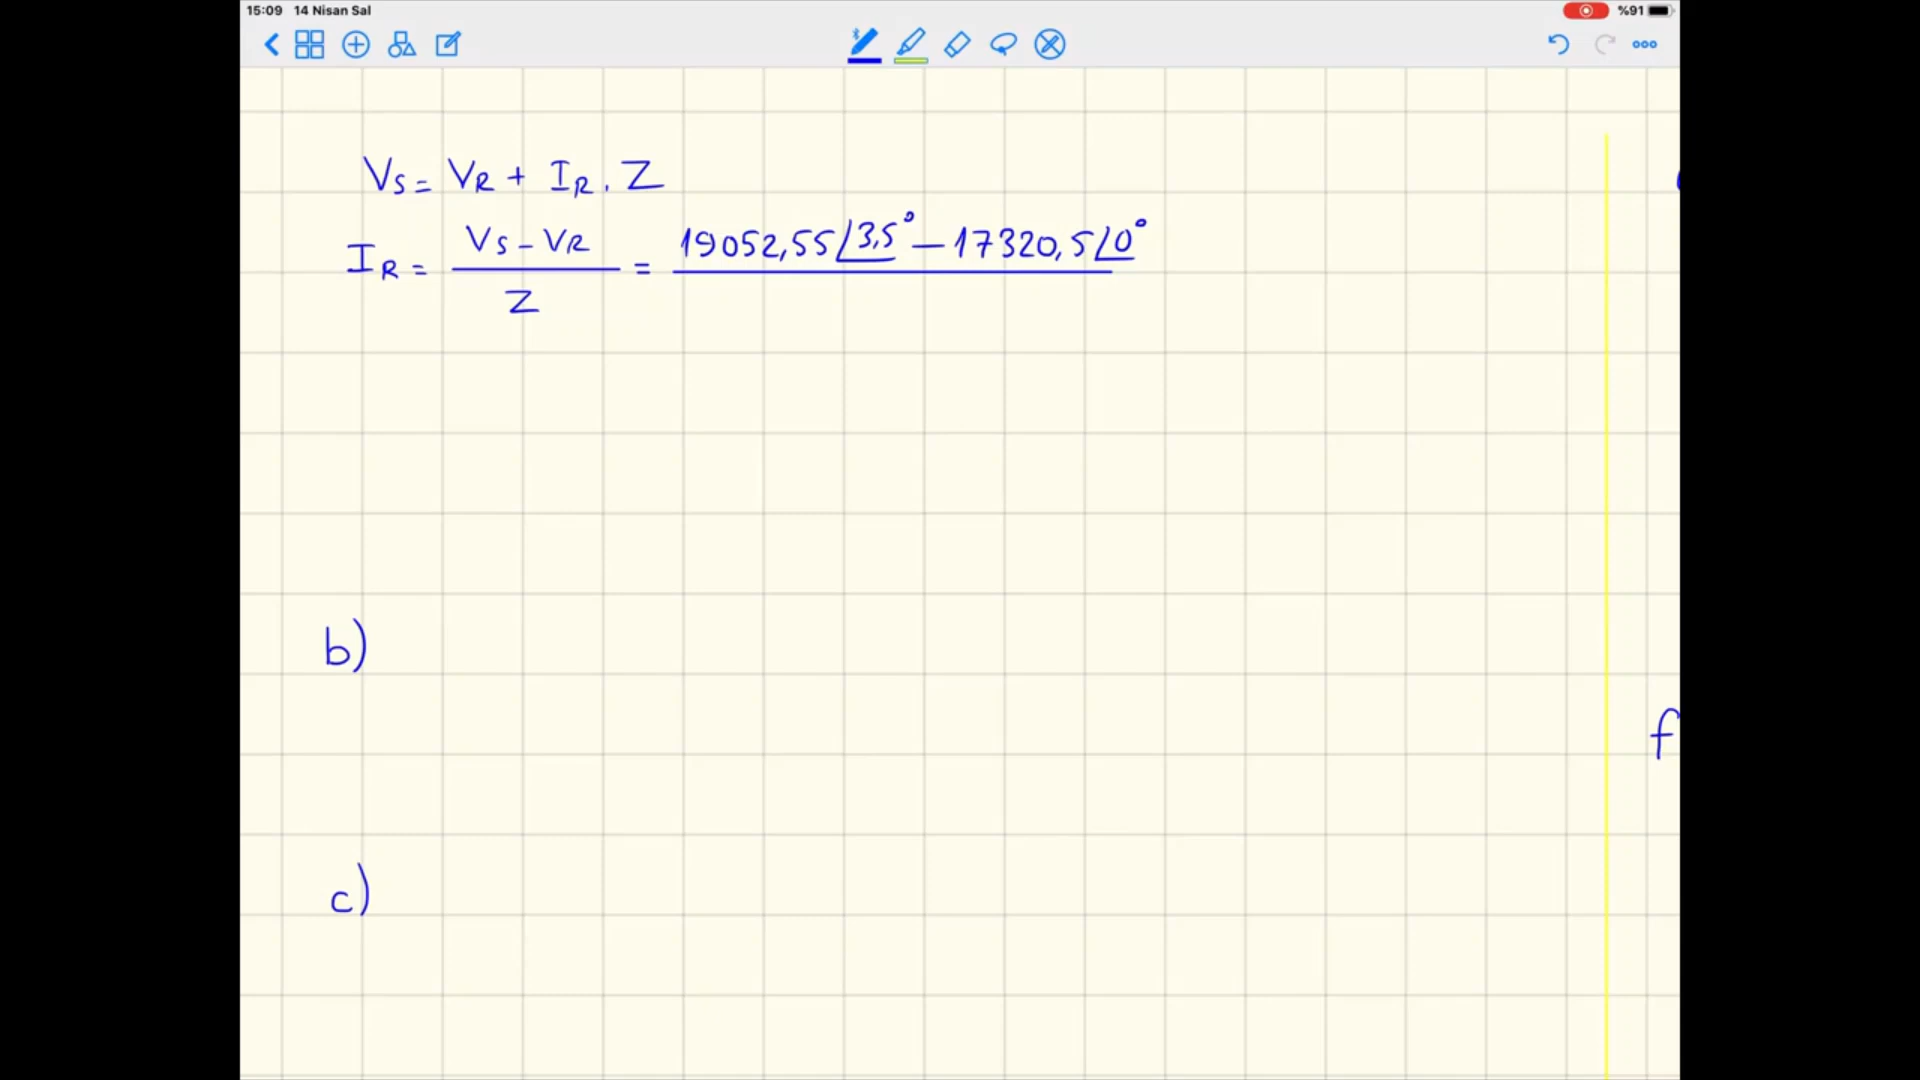 15:09 14 Nisan Sal %91
Vs = VR + IR . Z
IR = Vs - VR / Z = 19052,55∠3,5° - 17320,5∠0°
b)
f
c)